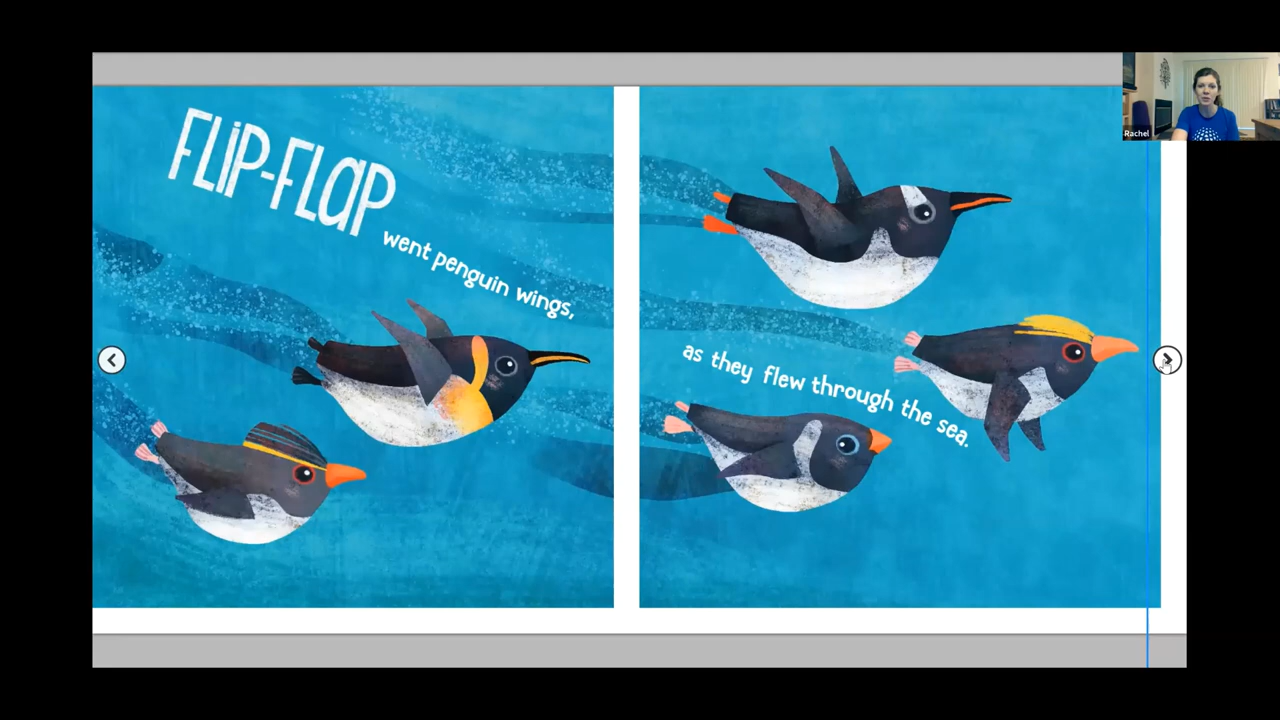 FLIP-FLAP
went penguin wings,
as they flew through the sea.
Rachel